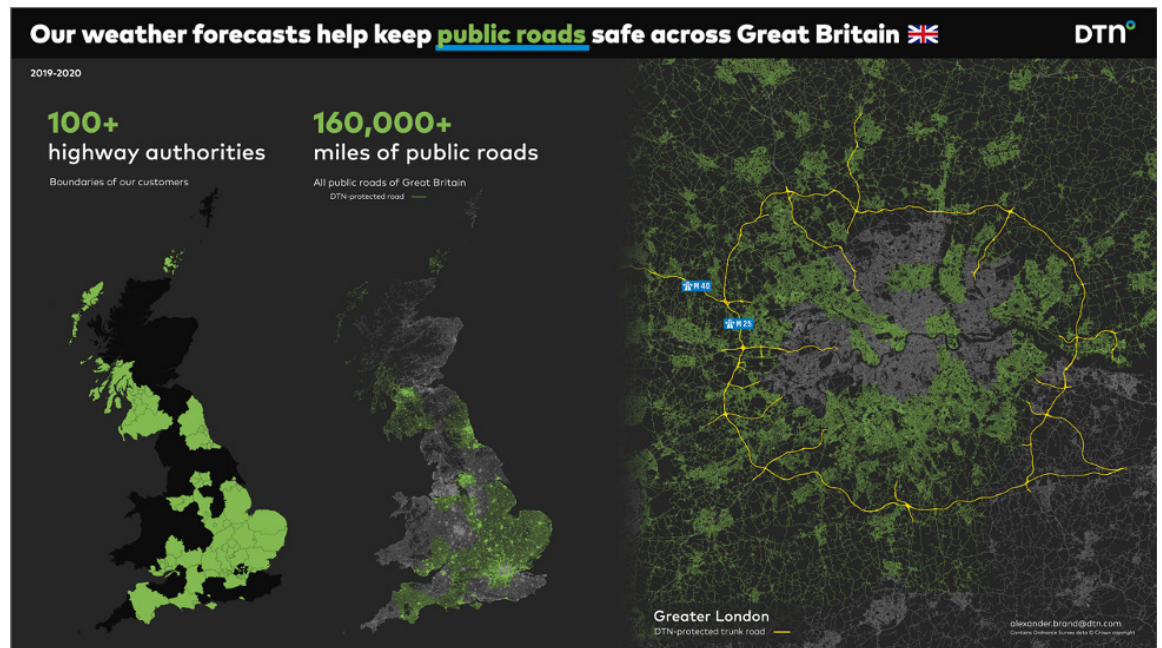 Our weather forecasts help keep public roads safe across Great Britain
DTN
2019-2020
100+
highway authorities
Boundaries of our customers
160,000+
miles of public roads
All public roads of Great Britain
DTN-protected road
M 40
M 25
Greater London
DTN-protected trunk road
alexander.brand@dtn.com
Contains Ordnance Survey data © Crown copyright